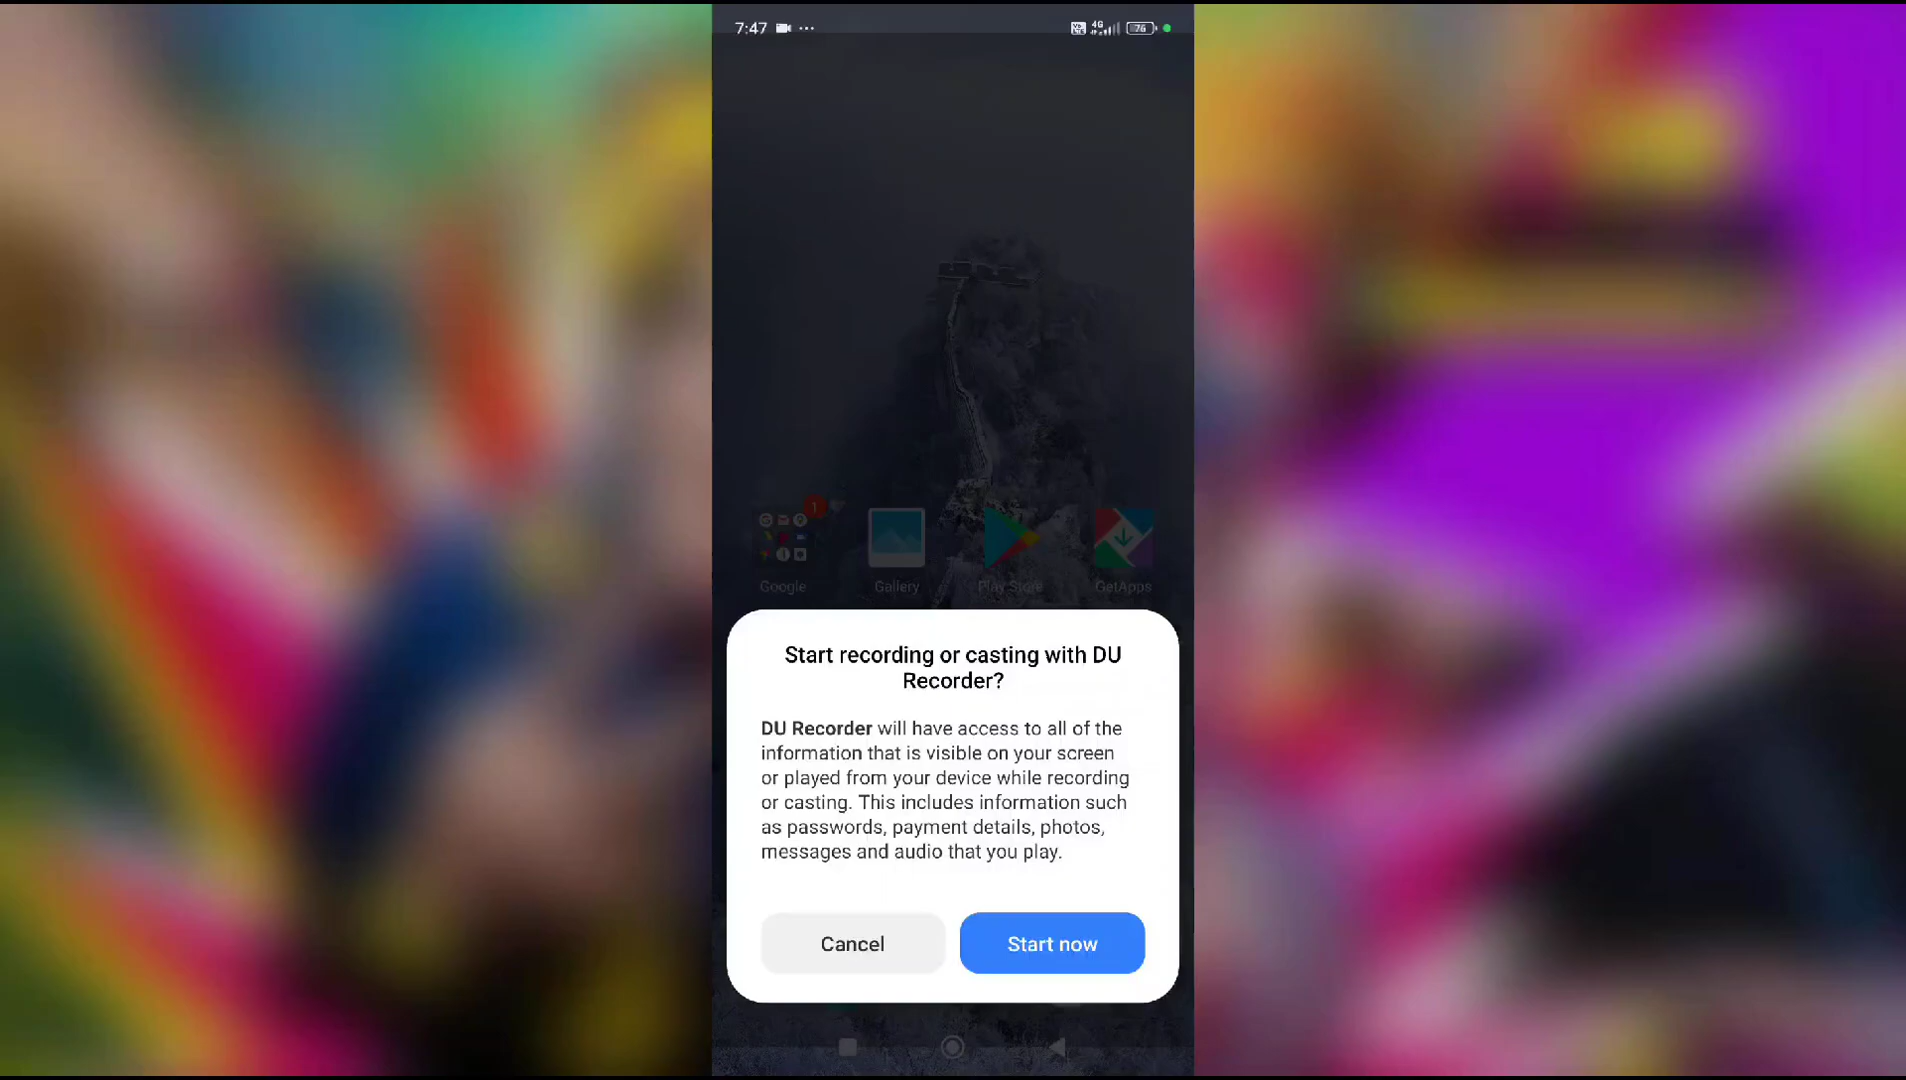 7:47
4G
76
1
Google
Gallery
Play Store
GetApps
Start recording or casting with DU
Recorder?
DU Recorder will have access to all of the
information that is visible on your screen
or played from your device while recording
or casting. This includes information such
as passwords, payment details, photos,
messages and audio that you play.
Cancel
Start now